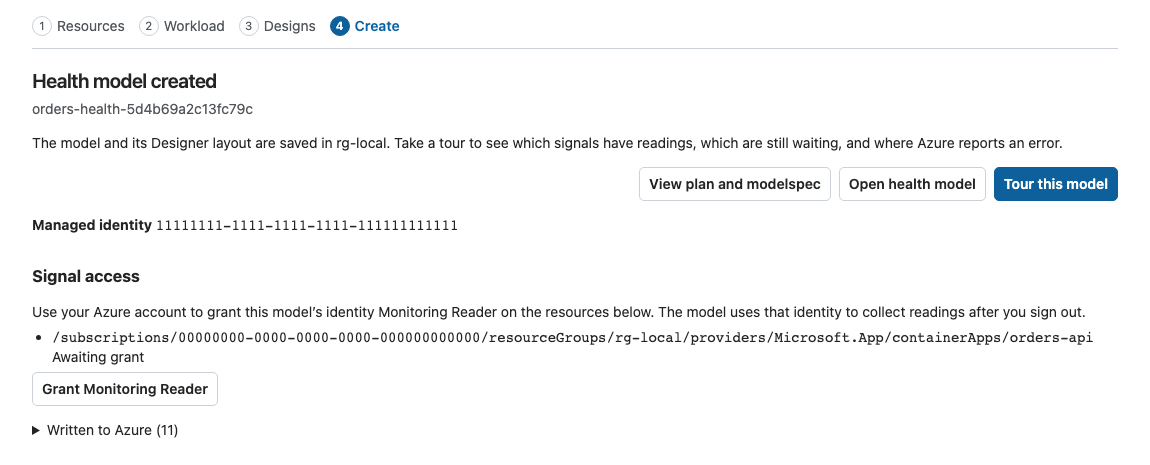 1 Resources 2 Workload 3 Designs 4 Create
Health model created
orders-health-5d4b69a2c13fc79c
The model and its Designer layout are saved in rg-local. Take a tour to see which signals have readings, which are still waiting, and where Azure reports an error.
View plan and modelspec Open health model Tour this model
Managed identity 11111111-1111-1111-1111-111111111111
Signal access
Use your Azure account to grant this model’s identity Monitoring Reader on the resources below. The model uses that identity to collect readings after you sign out.
• /subscriptions/00000000-0000-0000-0000-000000000000/resourceGroups/rg-local/providers/Microsoft.App/containerApps/orders-api
Awaiting grant
Grant Monitoring Reader
Written to Azure (11)